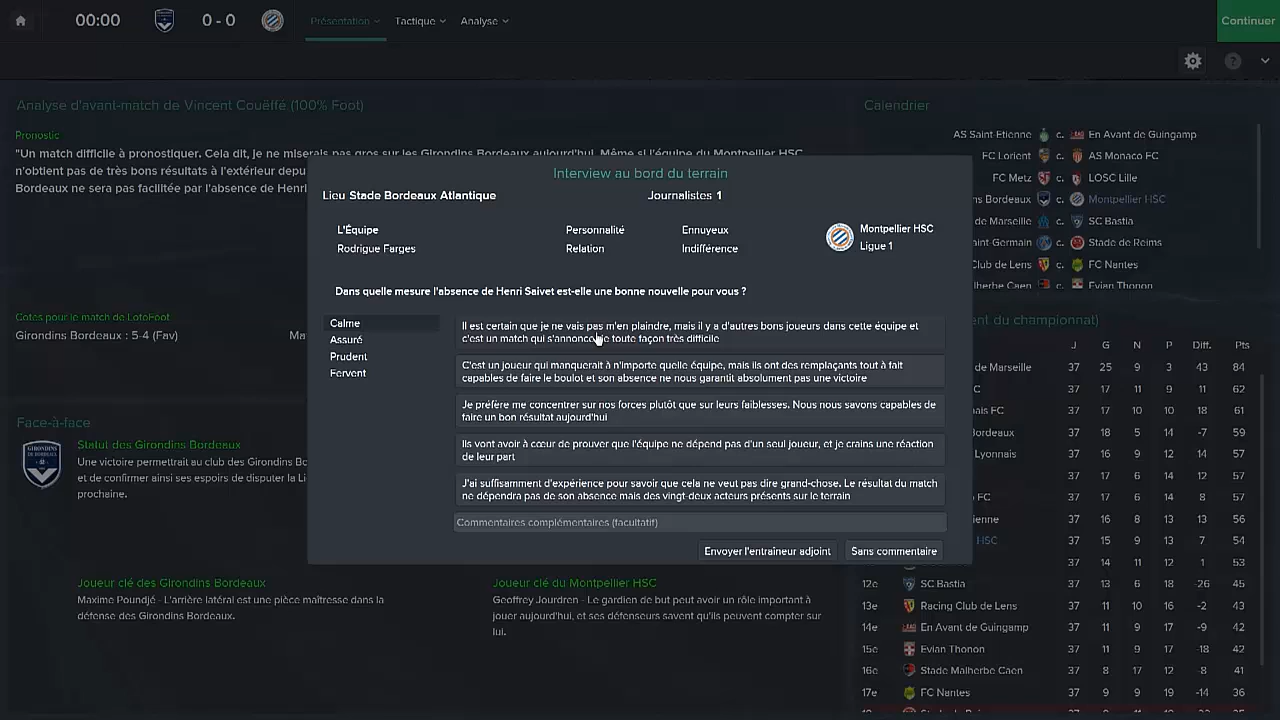 00:00
0 - 0
Présentation
Tactique
Analyse
Continuer
Analyse d'avant-match de Vincent Couëffé (100% Foot)
Pronostic
"Un match difficile à pronostiquer. Cela dit, je ne miserais pas gros sur les Girondins Bordeaux aujourd'hui. Même si l'équipe du Montpellier HSC
n'obtient pas de très bons résultats à l'extérieur depu
Bordeaux ne sera pas facilitée par l'absence de Henri
Cotes pour le match de LotoFoot
Girondins Bordeaux : 5-4 (Fav)
Face-à-face
GIRONDINS
Statut des Girondins Bordeaux
Une victoire permettrait au club des Girondins Bo
et de confirmer ainsi ses espoirs de disputer la Li
prochaine.
Joueur clé des Girondins Bordeaux
Maxime Poundjé - L'arrière latéral est une pièce maîtresse dans la
défense des Girondins Bordeaux.
Joueur clé du Montpellier HSC
Geoffrey Jourdren - Le gardien de but peut avoir un rôle important à
jouer aujourd'hui, et ses défenseurs savent qu'ils peuvent compter sur
lui.
Interview au bord du terrain
Lieu Stade Bordeaux Atlantique
Journalistes 1
L'Équipe
Personnalité
Ennuyeux
Rodrigue Farges
Relation
Indifférence
Montpellier HSC
Ligue 1
Dans quelle mesure l'absence de Henri Saivet est-elle une bonne nouvelle pour vous ?
Calme
Assuré
Prudent
Fervent
Il est certain que je ne vais pas m'en plaindre, mais il y a d'autres bons joueurs dans cette équipe et
c'est un match qui s'annonce de toute façon très difficile
C'est un joueur qui manquerait à n'importe quelle équipe, mais ils ont des remplaçants tout à fait
capables de faire le boulot et son absence ne nous garantit absolument pas une victoire
Je préfère me concentrer sur nos forces plutôt que sur leurs faiblesses. Nous nous savons capables de
faire un bon résultat aujourd'hui
Ils vont avoir à cœur de prouver que l'équipe ne dépend pas d'un seul joueur, et je crains une réaction
de leur part
J'ai suffisamment d'expérience pour savoir que cela ne veut pas dire grand-chose. Le résultat du match
ne dépendra pas de son absence mais des vingt-deux acteurs présents sur le terrain
Commentaires complémentaires (facultatif)
Envoyer l'entraineur adjoint
Sans commentaire
Calendrier
AS Saint-Etienne c. En Avant de Guingamp
FC Lorient c. AS Monaco FC
FC Metz c. LOSC Lille
ns Bordeaux c. Montpellier HSC
de Marseille c. SC Bastia
aint Germain c. Stade de Reims
Club de Lens c. FC Nantes
alherbe Caen c. Evian Thonon
ent du championnat)
J G N P Diff. Pts
de Marseille 37 25 9 3 43 84
C 37 17 11 9 11 62
nais FC 37 17 10 10 18 61
ordeaux 37 18 5 14 -7 59
Lyonnais 37 16 9 12 14 57
37 17 6 14 12 57
FC 37 17 6 14 8 57
ienne 37 16 8 13 13 56
HSC 37 15 9 13 7 54
37 14 11 12 1 53
12e SC Bastia 37 13 6 18 -26 45
13e Racing Club de Lens 37 11 10 16 -2 43
14e En Avant de Guingamp 37 11 9 17 -9 42
15e Evian Thonon 37 11 9 17 -18 42
16e Stade Malherbe Caen 37 8 17 12 -8 41
17e FC Nantes 37 9 9 19 -14 36